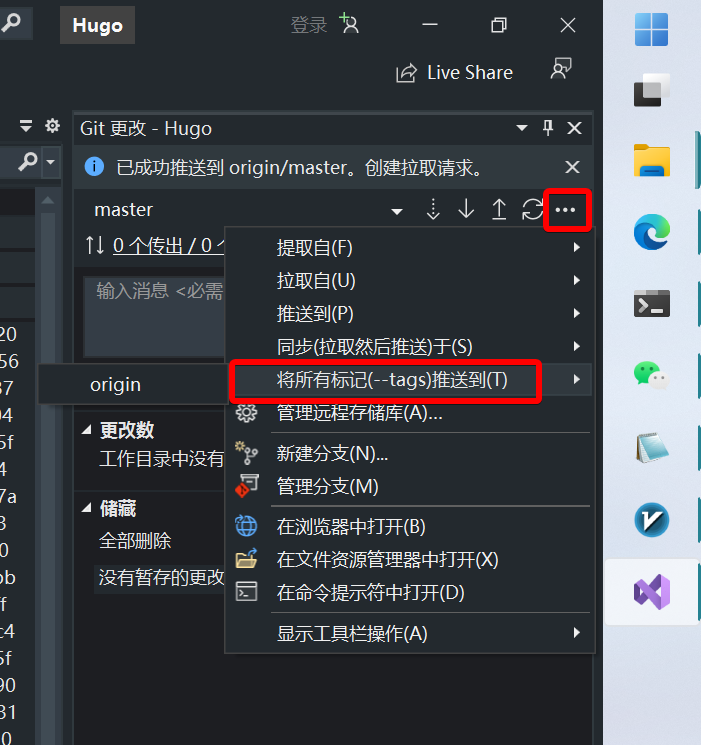 Hugo
登录
Live Share
Git 更改 - Hugo
已成功推送到 origin/master。创建拉取请求。
master
0 个传出 / 0
输入消息 <必需
提取自(F)
拉取自(U)
推送到(P)
同步(拉取然后推送)于(S)
将所有标记(--tags)推送到(T)
origin
管理远程存储库(A)...
更改数
工作目录中没有
新建分支(N)...
管理分支(M)
储藏
全部删除
没有暂存的更改
在浏览器中打开(B)
在文件资源管理器中打开(X)
在命令提示符中打开(D)
显示工具栏操作(A)
20
56
37
04
5f
4
7a
3
0
bb
ff
c4
5f
90
31
0